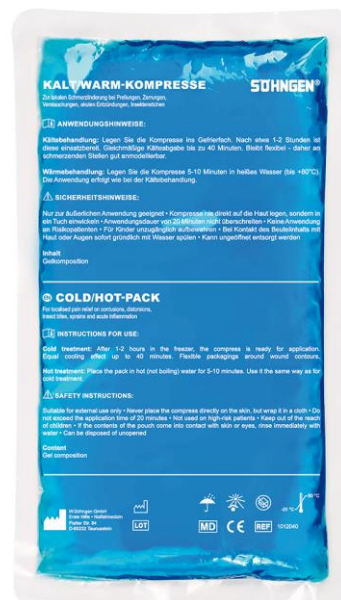 KALT/WARM-KOMPRESSE
SÖHNGEN®
Zur lokalen Schmerzlinderung bei Prellungen, Zerrungen,
Verstauchungen, akuten Entzündungen, Insektenstichen
ANWENDUNGSHINWEISE:
Kältebehandlung: Legen Sie die Kompresse ins Gefrierfach. Nach etwa 1-2 Stunden ist
diese einsatzbereit. Gleichmäßige Kälteabgabe bis zu 40 Minuten. Bleibt flexibel - daher an
schmerzenden Stellen gut anmodellierbar.
Wärmebehandlung: Legen Sie die Kompresse 5-10 Minuten in heißes Wasser (bis +80°C).
Die Anwendung erfolgt wie bei der Kältebehandlung.
SICHERHEITSHINWEISE:
Nur zur äußerlichen Anwendung geeignet • Kompresse nie direkt auf die Haut legen, sondern in
ein Tuch einwickeln • Anwendungsdauer von 20 Minuten nicht überschreiten • Keine Anwendung
an Risikopatienten • Für Kinder unzugänglich aufbewahren • Bei Kontakt des Beutelinhalts mit
Haut oder Augen sofort gründlich mit Wasser spülen • Kann ungeöffnet entsorgt werden
Inhalt
Gelkomposition
EN COLD/HOT-PACK
For localised pain relief on contusions, distorsions,
insect bites, sprains and acute inflammation
INSTRUCTIONS FOR USE:
Cold treatment: After 1-2 hours in the freezer, the compress is ready for application.
Equal cooling effect up to 40 minutes. Flexible packagings around wound contours.
Hot treatment: Place the pack in hot (not boiling) water for 5-10 minutes. Use it the same way as for
cold treatment.
SAFETY INSTRUCTIONS:
Suitable for external use only • Never place the compress directly on the skin, but wrap it in a cloth • Do
not exceed the application time of 20 minutes • Not used on high-risk patients • Keep out of the reach
of children • If the contents of the pouch come into contact with skin or eyes, rinse immediately with
water • Can be disposed of unopened
Content
Gel composition
W.Söhngen GmbH
Erste-Hilfe • Notfallmedizin
Platter Str. 84
D-65232 Taunusstein
LOT
MD
CE
REF
1012040